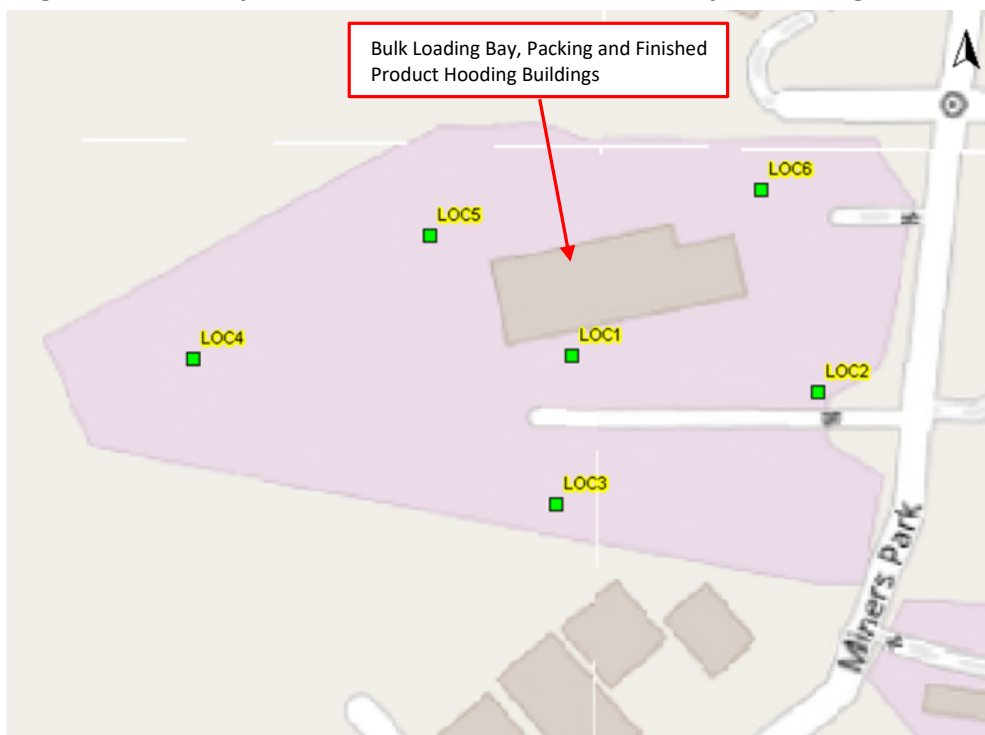 Bulk Loading Bay, Packing and Finished
Product Hooding Buildings
LOC6
LOC5
LOC1
LOC4
LOC2
LOC3
Miners Park